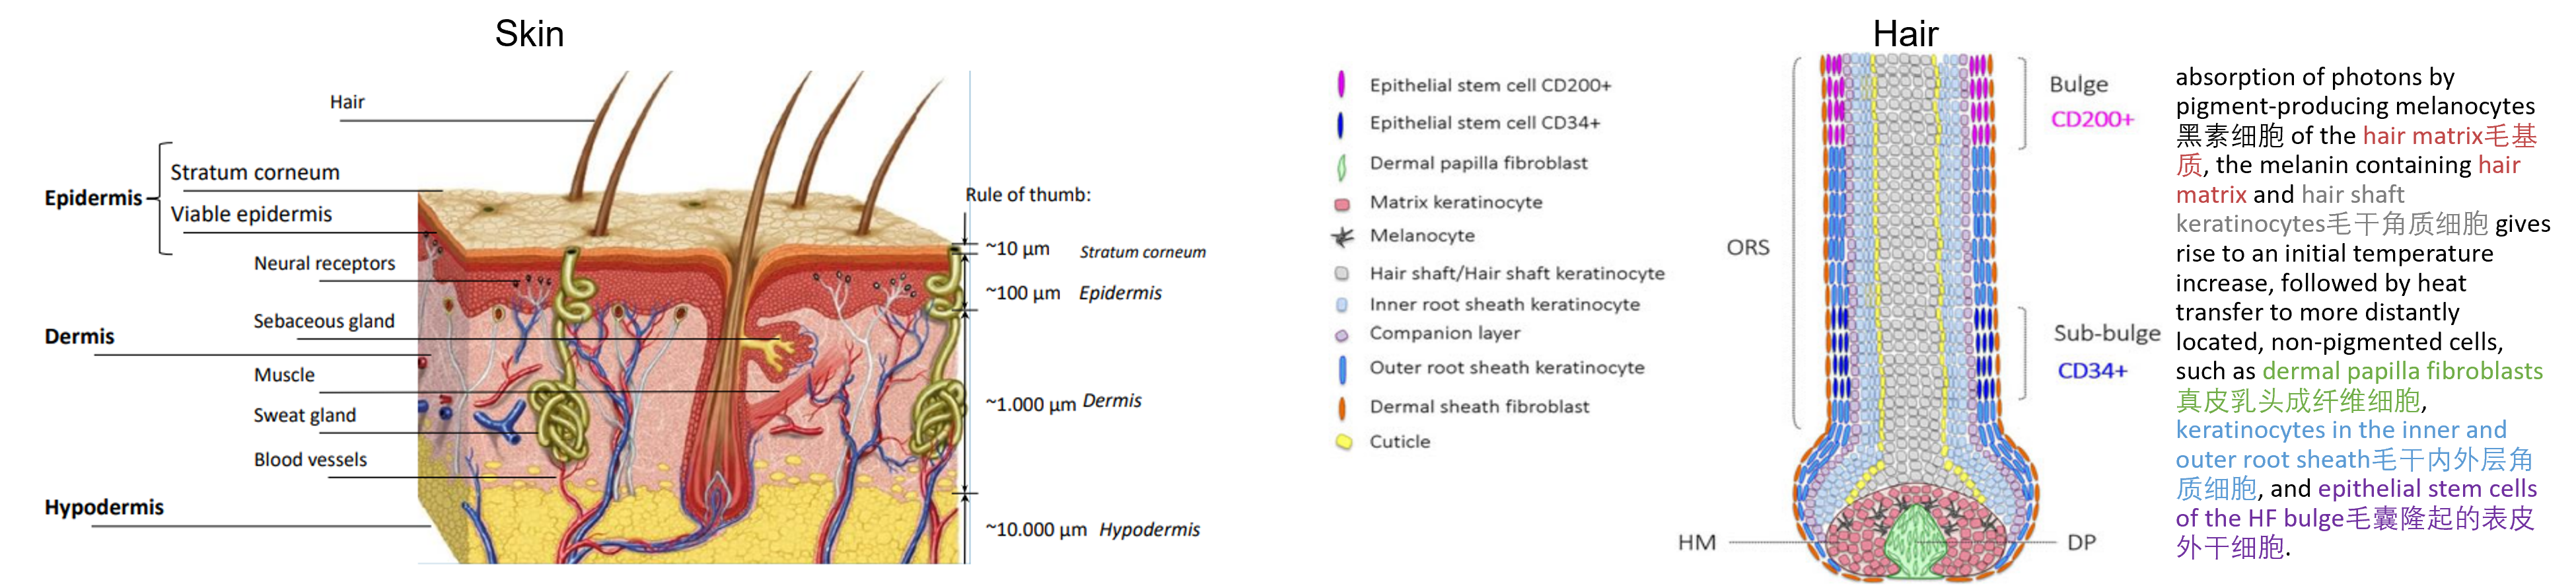 Skin
Hair
Epidermis
Stratum corneum
Viable epidermis
Neural receptors
Dermis
Sebaceous gland
Muscle
Sweat gland
Blood vessels
Hypodermis
Rule of thumb:
~10 µm Stratum corneum
~100 µm Epidermis
~1.000 µm Dermis
~10.000 µm Hypodermis
Hair
Epithelial stem cell CD200+
Epithelial stem cell CD34+
Dermal papilla fibroblast
Matrix keratinocyte
Melanocyte
Hair shaft/Hair shaft keratinocyte
Inner root sheath keratinocyte
Companion layer
Outer root sheath keratinocyte
Dermal sheath fibroblast
Cuticle
ORS
Bulge
CD200+
Sub-bulge
CD34+
HM
DP
absorption of photons by
pigment-producing melanocytes
黑素细胞 of the hair matrix毛基
质, the melanin containing hair
matrix and hair shaft
keratinocytes毛干角质细胞 gives
rise to an initial temperature
increase, followed by heat
transfer to more distantly
located, non-pigmented cells,
such as dermal papilla fibroblasts
真皮乳头成纤维细胞,
keratinocytes in the inner and
outer root sheath毛干内外层角
质细胞, and epithelial stem cells
of the HF bulge毛囊隆起的表皮
外干细胞.